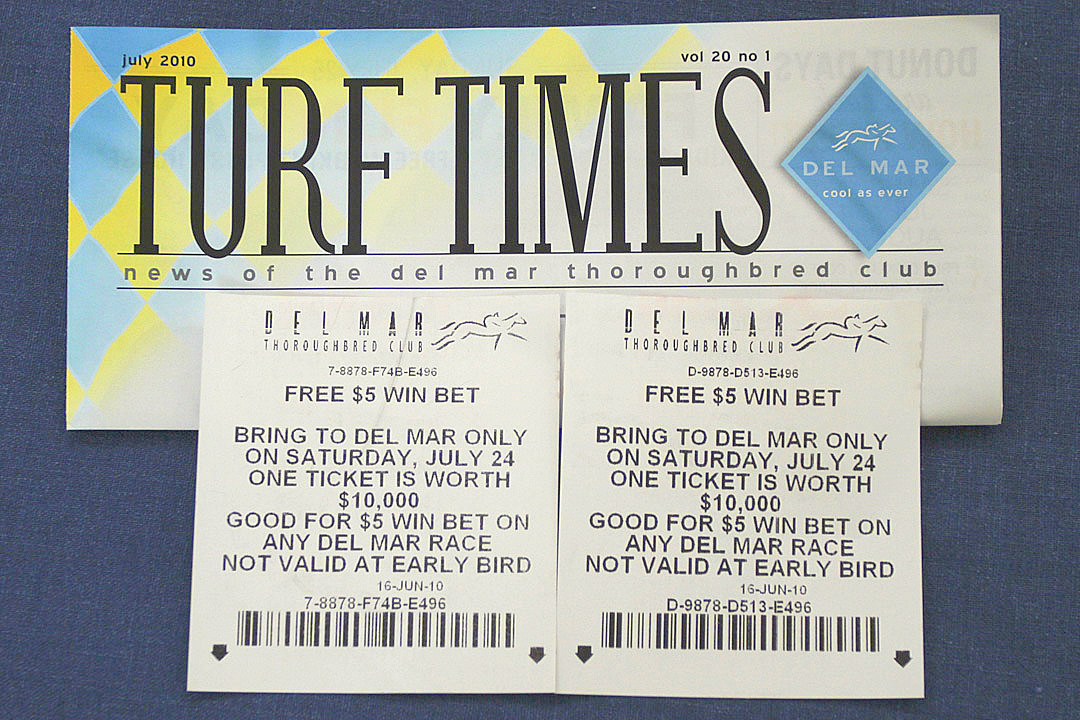 july 2010
vol 20 no 1
TURF TIMES
DEL MAR
cool as ever
news of the del mar thoroughbred club
DEL MAR
THOROUGHBRED CLUB
7-8878-F74B-E496
FREE $5 WIN BET
BRING TO DEL MAR ONLY
ON SATURDAY, JULY 24
ONE TICKET IS WORTH
$10,000
GOOD FOR $5 WIN BET ON
ANY DEL MAR RACE
NOT VALID AT EARLY BIRD
16-JUN-10
7-8878-F74B-E496
DEL MAR
THOROUGHBRED CLUB
D-9878-D513-E496
FREE $5 WIN BET
BRING TO DEL MAR ONLY
ON SATURDAY, JULY 24
ONE TICKET IS WORTH
$10,000
GOOD FOR $5 WIN BET ON
ANY DEL MAR RACE
NOT VALID AT EARLY BIRD
16-JUN-10
D-9878-D513-E496